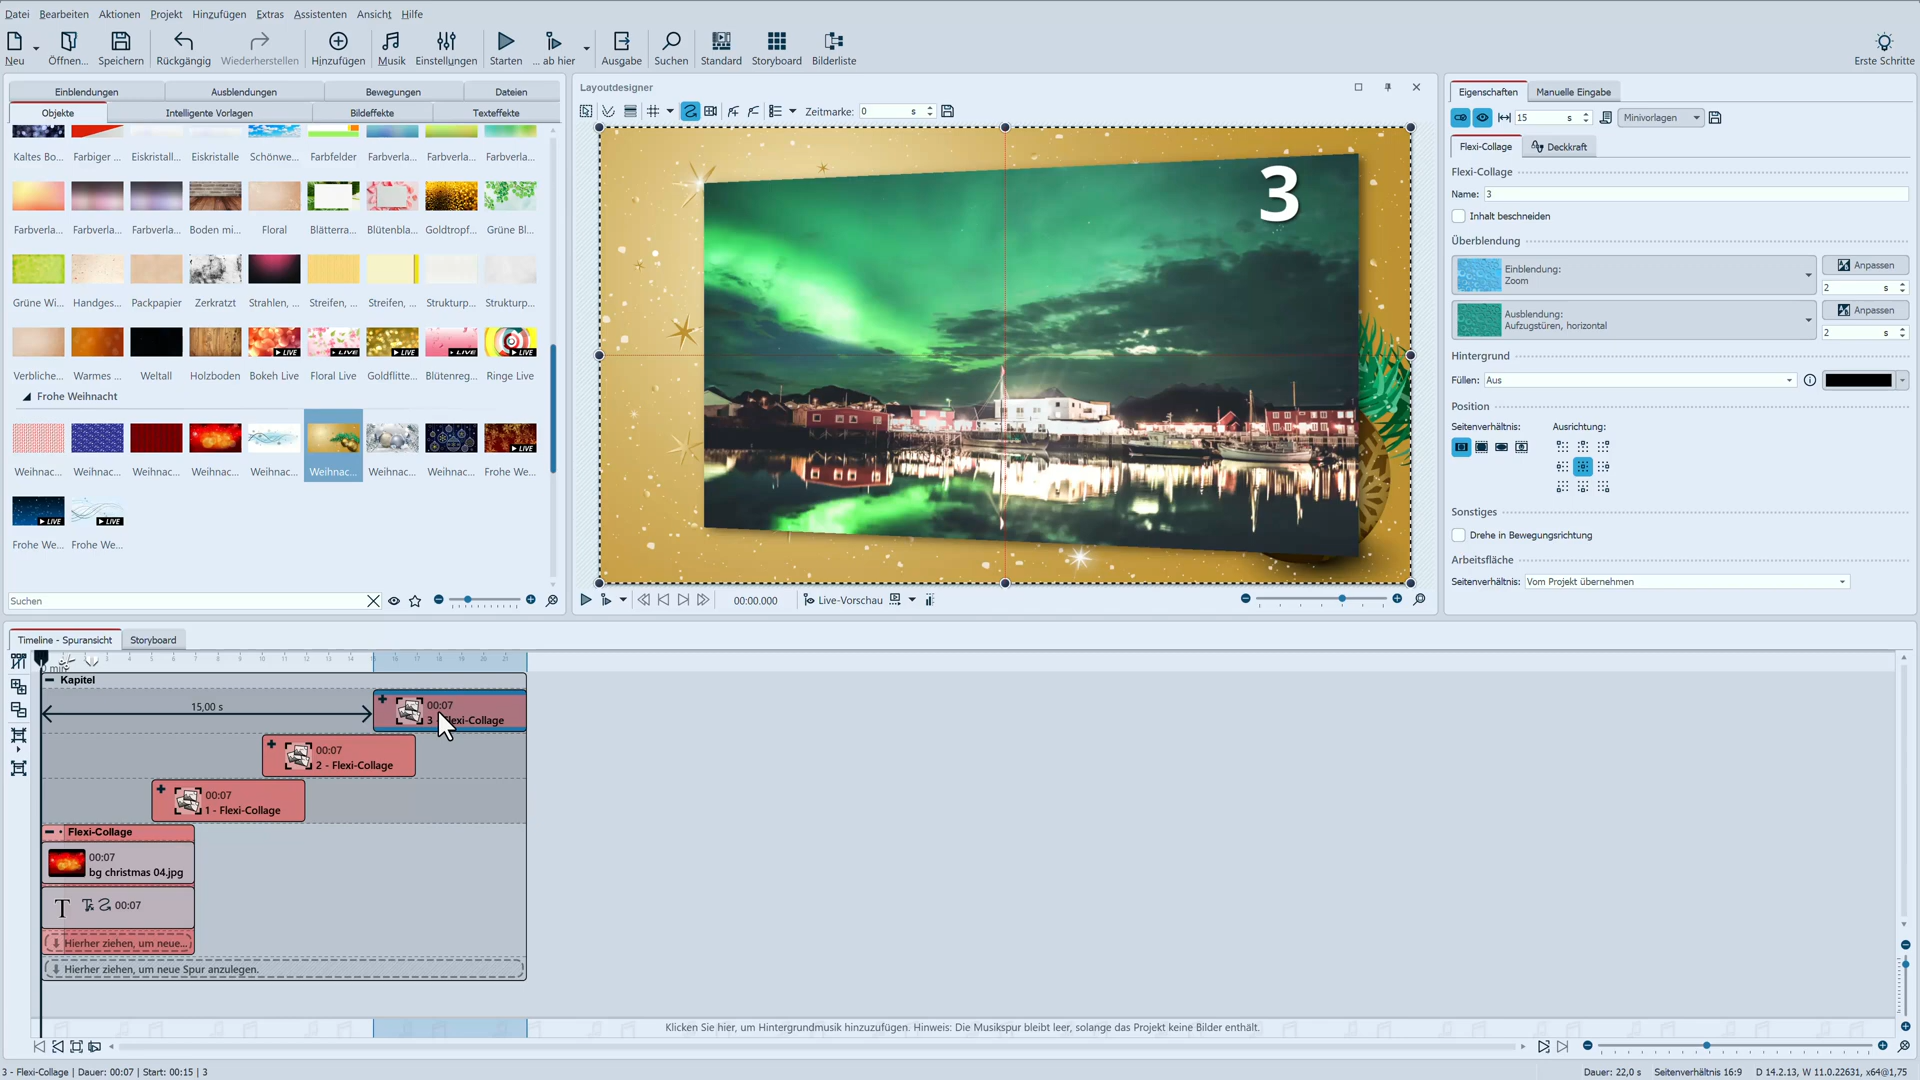 Datei Bearbeiten Aktionen Projekt Hinzufügen Extras Assistenten Ansicht Hilfe
Neu Öffnen... Speichern Rückgängig Wiederherstellen Hinzufügen Musik Einstellungen Starten ... ab hier Ausgabe Suchen Standard Storyboard Bilderliste Erste Schritte
Einblendungen Ausblendungen Bewegungen Dateien
Objekte Intelligente Vorlagen Bildeffekte Texteffekte
Kaltes Bo... Farbiger ... Eiskristall... Eiskristalle Schönwe... Farbfelder Farbverla... Farbverla... Farbverla...
Farbverla... Farbverla... Farbverla... Boden mi... Floral Blätterra... Blütenbla... Goldtropf... Grüne Bl...
Grüne Wi... Handges... Packpapier Zerkratzt Strahlen, ... Streifen, ... Streifen, ... Strukturp... Strukturp...
LIVE LIVE LIVE LIVE LIVE
Verbliche... Warmes ... Weltall Holzboden Bokeh Live Floral Live Goldflitte... Blütenreg... Ringe Live
Frohe Weihnacht
LIVE
Weihnac... Weihnac... Weihnac... Weihnac... Weihnac... Weihnac... Weihnac... Weihnac... Frohe We...
LIVE LIVE
Frohe We... Frohe We...
Suchen
Layoutdesigner
Zeitmarke: 0 s
3
00:00.000 Live-Vorschau
Eigenschaften Manuelle Eingabe
15 s Minivorlagen
Flexi-Collage Deckkraft
Flexi-Collage
Name: 3
Inhalt beschneiden
Überblendung
Einblendung:
Zoom
Anpassen
2 s
Ausblendung:
Aufzugstüren, horizontal
Anpassen
2 s
Hintergrund
Füllen: Aus
Position
Seitenverhältnis: Ausrichtung:
Sonstiges
Drehe in Bewegungsrichtung
Arbeitsfläche
Seitenverhältnis: Vom Projekt übernehmen
Timeline - Spuransicht Storyboard
Kapitel
15,00 s
00:07
2 - Flexi-Collage
00:07
1 - Flexi-Collage
00:07
Flexi-Collage
00:07
bg christmas 04.jpg
T 00:07
Hierher ziehen, um neue...
Hierher ziehen, um neue Spur anzulegen.
Klicken Sie hier, um Hintergrundmusik hinzuzufügen. Hinweis: Die Musikspur bleibt leer, solange das Projekt keine Bilder enthält.
3 - Flexi-Collage | Dauer: 00:07 | Start: 00:15 | 3
Dauer: 22,0 s Seitenverhältnis 16:9 D 14.2.13, W 11.0.22631, x64@1,75